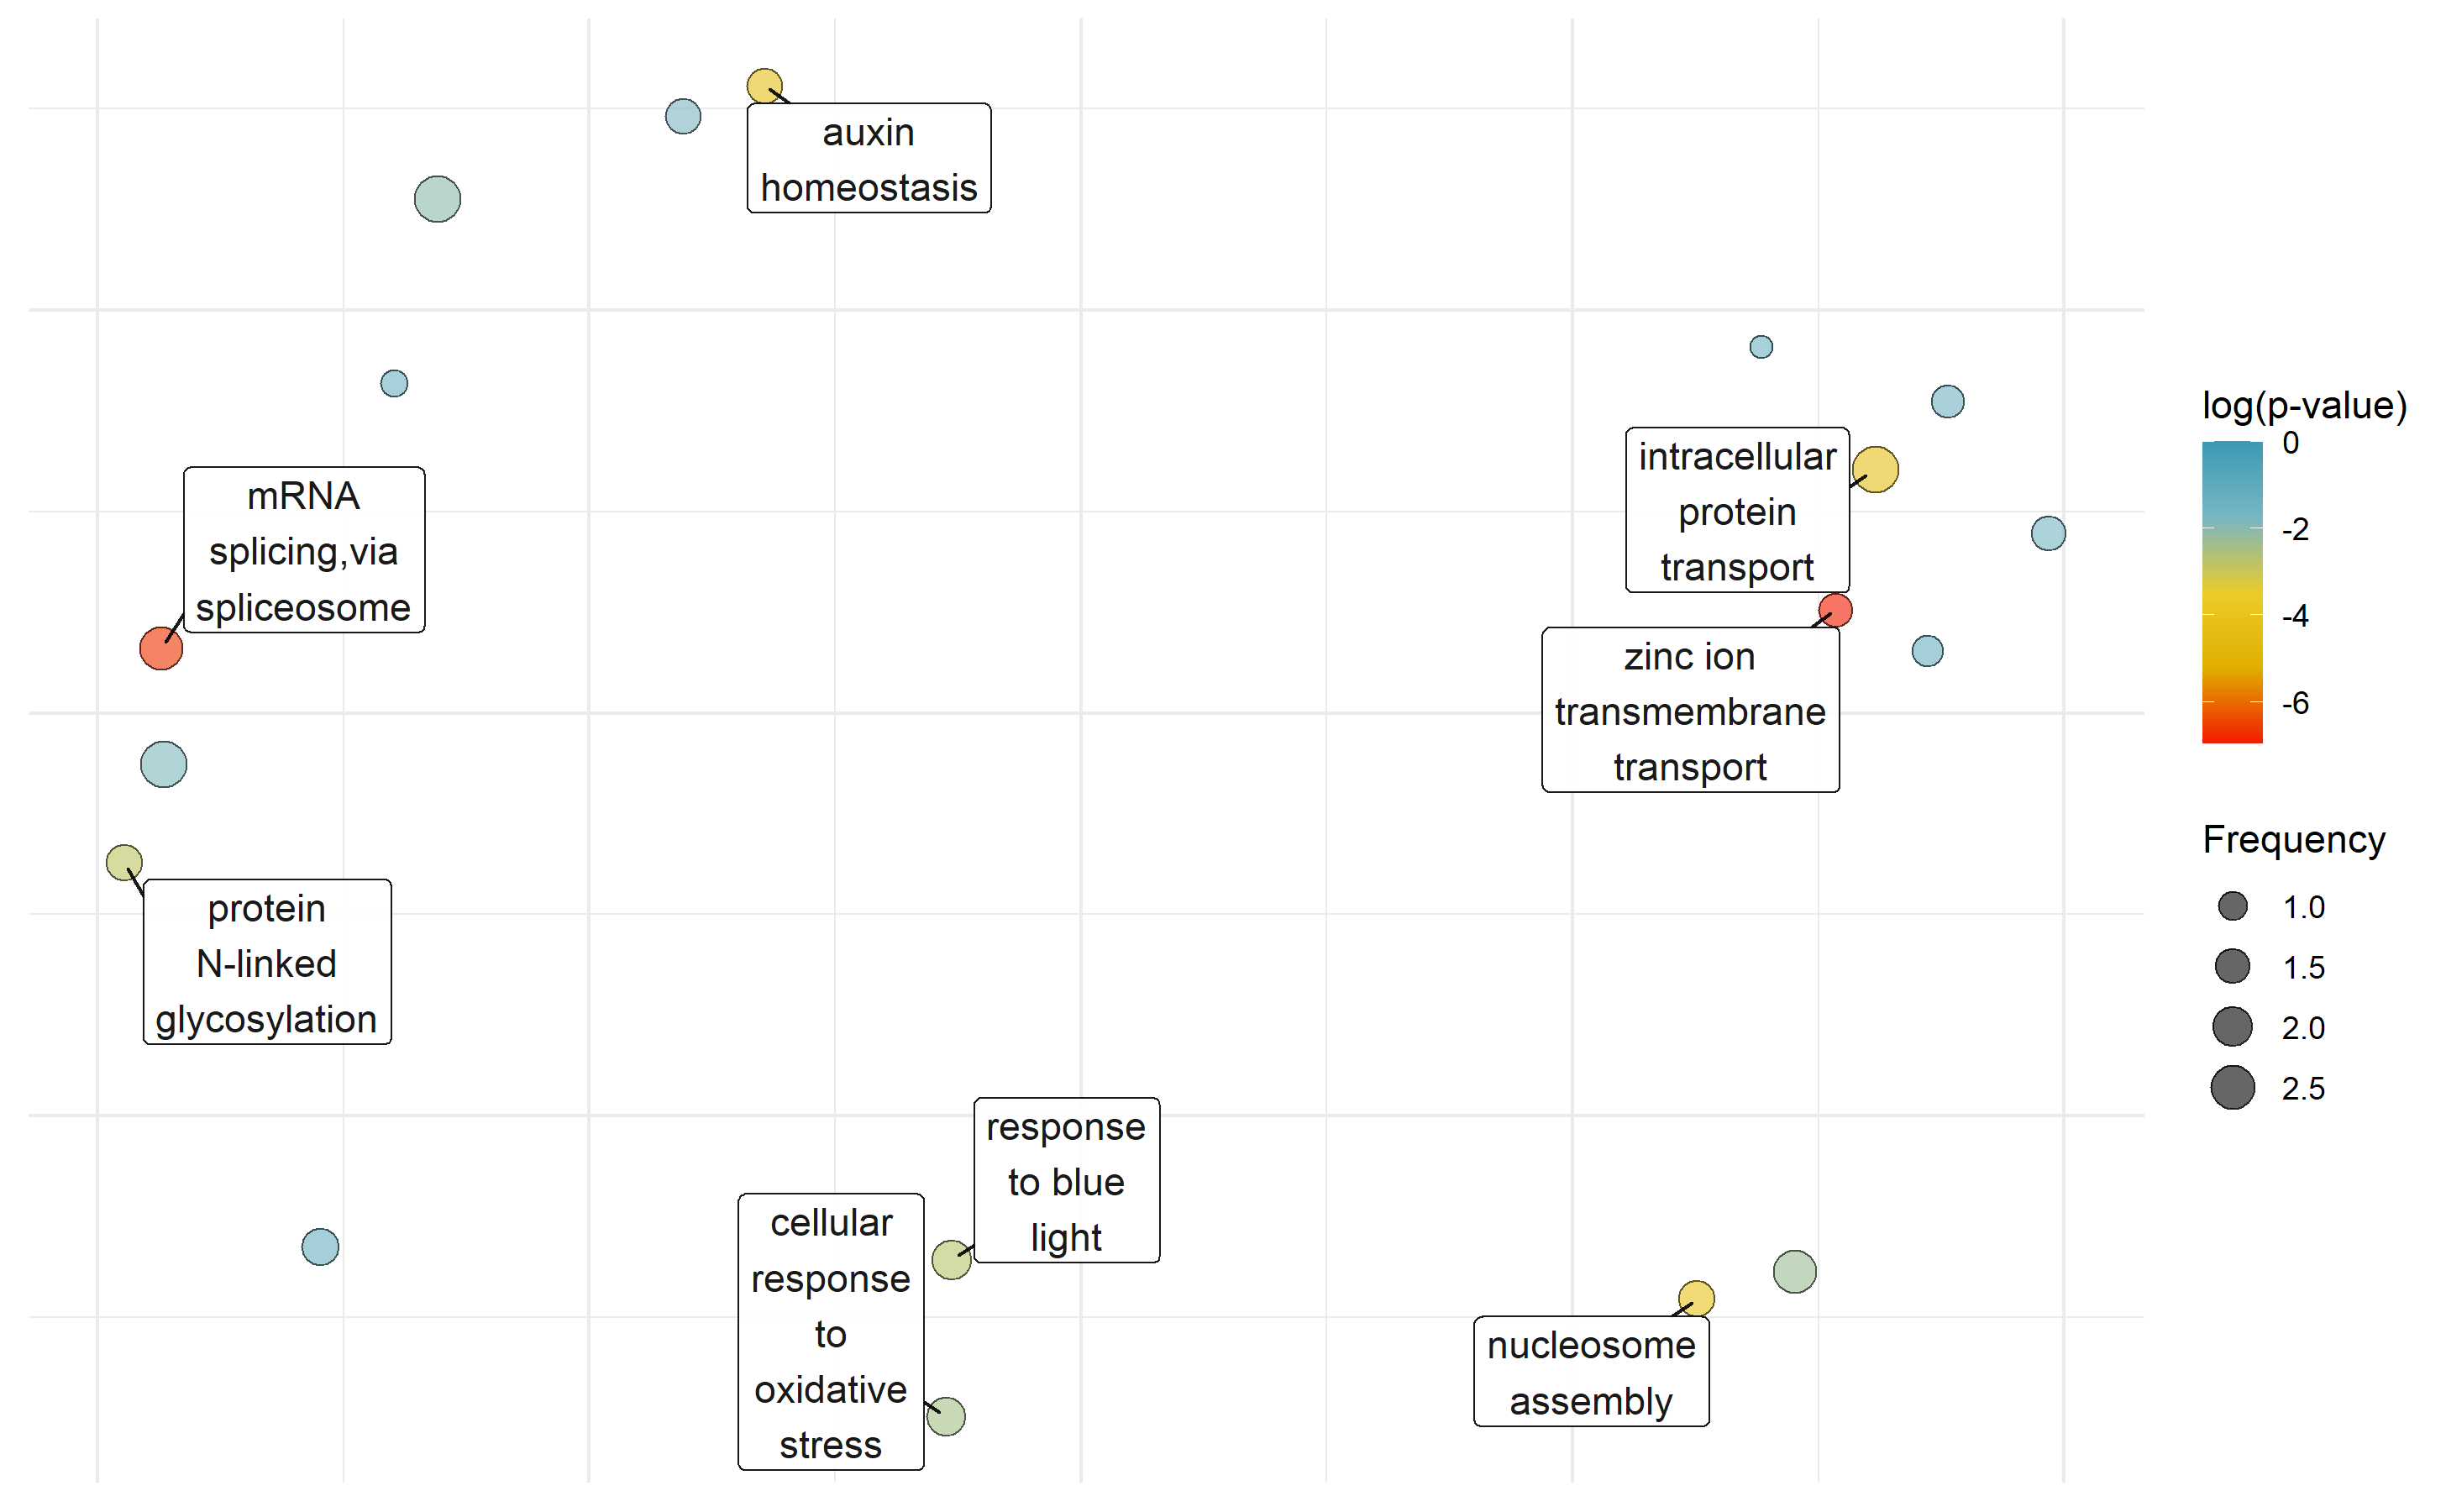 auxin
homeostasis
mRNA
splicing,via
spliceosome
intracellular
protein
transport
zinc ion
transmembrane
transport
protein
N-linked
glycosylation
response
to blue
light
cellular
response
to
oxidative
stress
nucleosome
assembly
log(p-value)
0
-2
-4
-6
Frequency
1.0
1.5
2.0
2.5